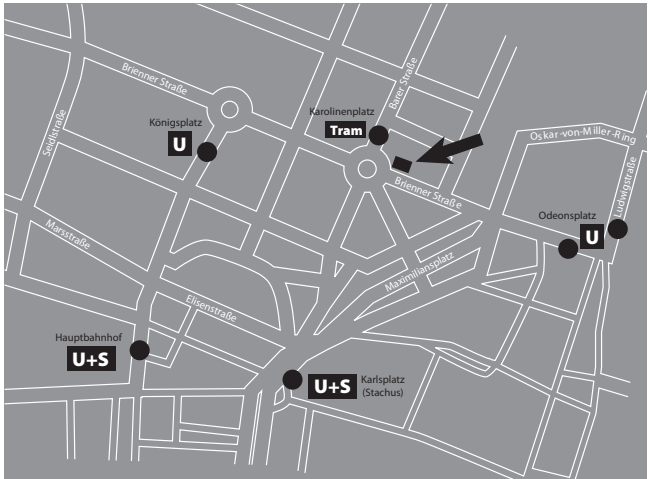 Brienner Straße
Barer Straße
Seidlstraße
Königsplatz
U
Karolinenplatz
Tram
Oskar-von-Miller-Ring
Ludwigstraße
Brienner Straße
Odeonsplatz
U
Marsstraße
Maximiliansplatz
Elisenstraße
Hauptbahnhof
U+S
U+S
Karlsplatz
(Stachus)